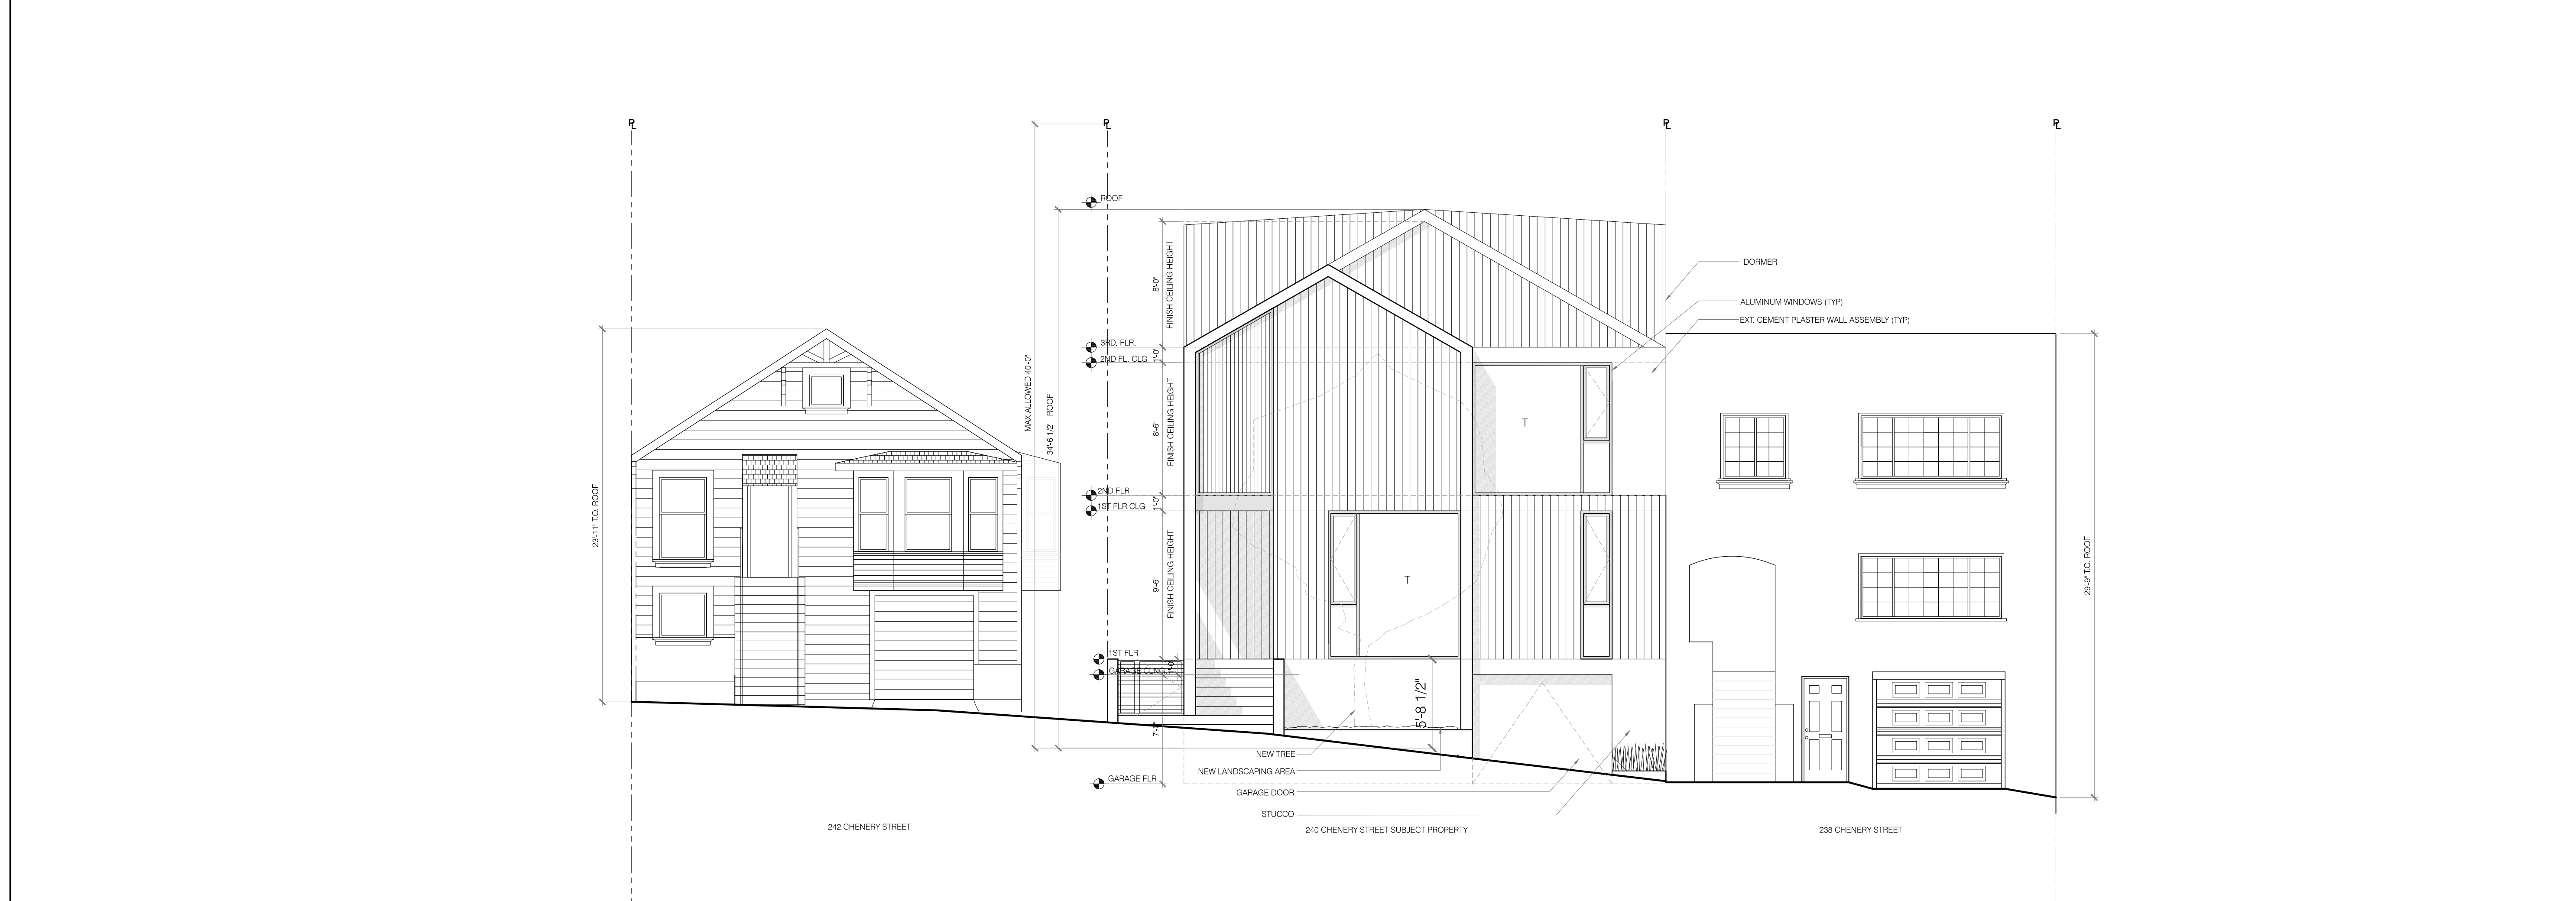 PL
PL
PL
PL
ROOF
DORMER
ALUMINUM WINDOWS (TYP)
EXT. CEMENT PLASTER WALL ASSEMBLY (TYP)
8'-0"
FINISH CEILING HEIGHT
3RD. FLR.
2ND FL. CLG
1'-0"
MAX ALLOWED 40'-0"
34'-6 1/2" ROOF
8'-6"
FINISH CEILING HEIGHT
T
2ND FLR
1ST FLR CLG
1'-0"
23'-11" T.O. ROOF
29'-9" T.O. ROOF
9'-6"
FINISH CEILING HEIGHT
T
1ST FLR
GARAGE CLNG
1'-0"
5'-8 1/2"
NEW TREE
NEW LANDSCAPING AREA
GARAGE FLR
GARAGE DOOR
STUCCO
242 CHENERY STREET
240 CHENERY STREET SUBJECT PROPERTY
238 CHENERY STREET